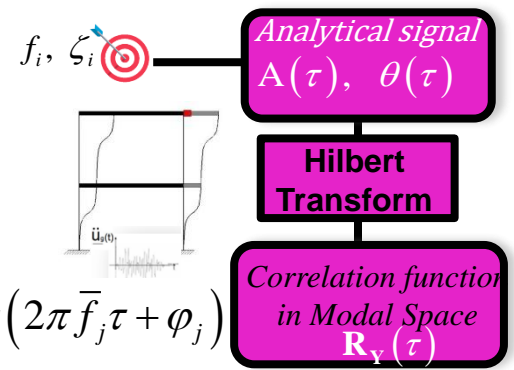 f_i, ζ_i
Analytical signal
A(τ), θ(τ)
Hilbert
Transform
ü_g(t)
Correlation function
in Modal Space
R_Y(τ)
(2π f̄_j τ + φ_j)